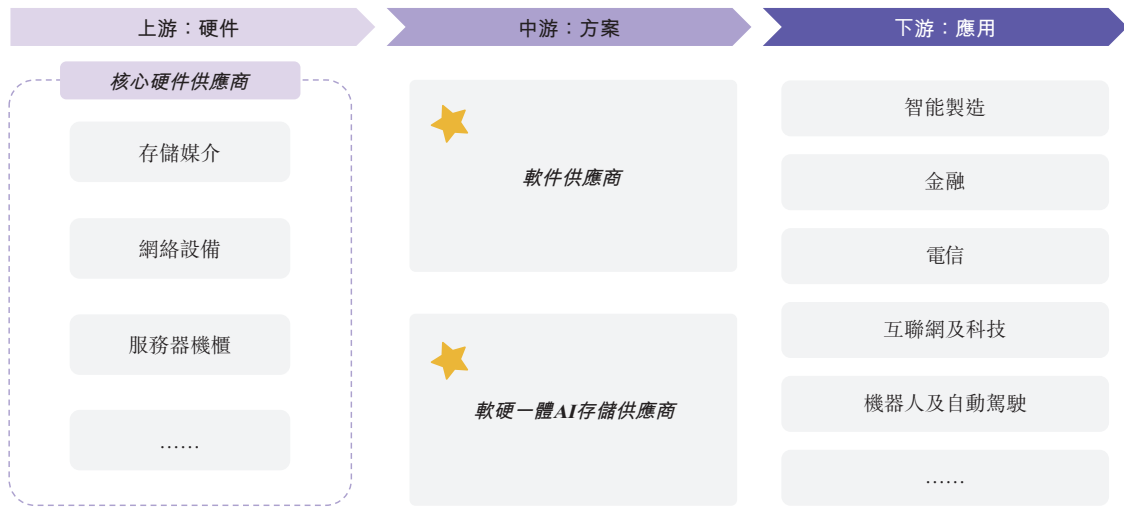 上游：硬件
中游：方案
下游：應用
核心硬件供應商
存儲媒介
網絡設備
服務器機櫃
……
軟件供應商
軟硬一體AI存儲供應商
智能製造
金融
電信
互聯網及科技
機器人及自動駕駛
……